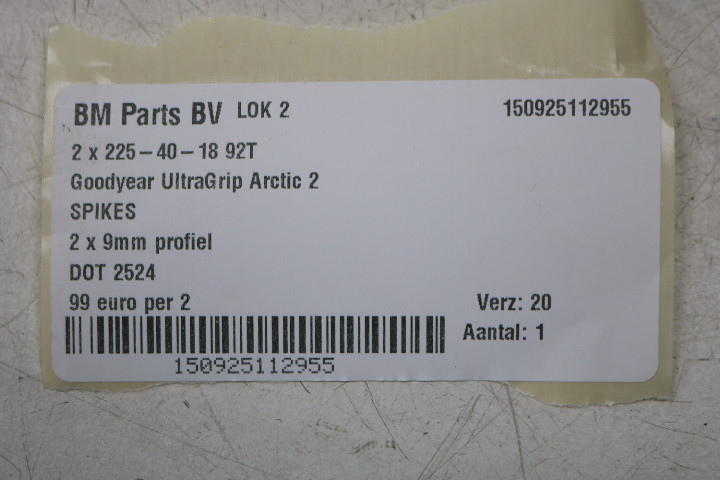 BM Parts BV LOK 2 150925112955
2 x 225-40-18 92T
Goodyear UltraGrip Arctic 2
SPIKES
2 x 9mm profiel
DOT 2524
99 euro per 2 Verz: 20
Aantal: 1
150925112955